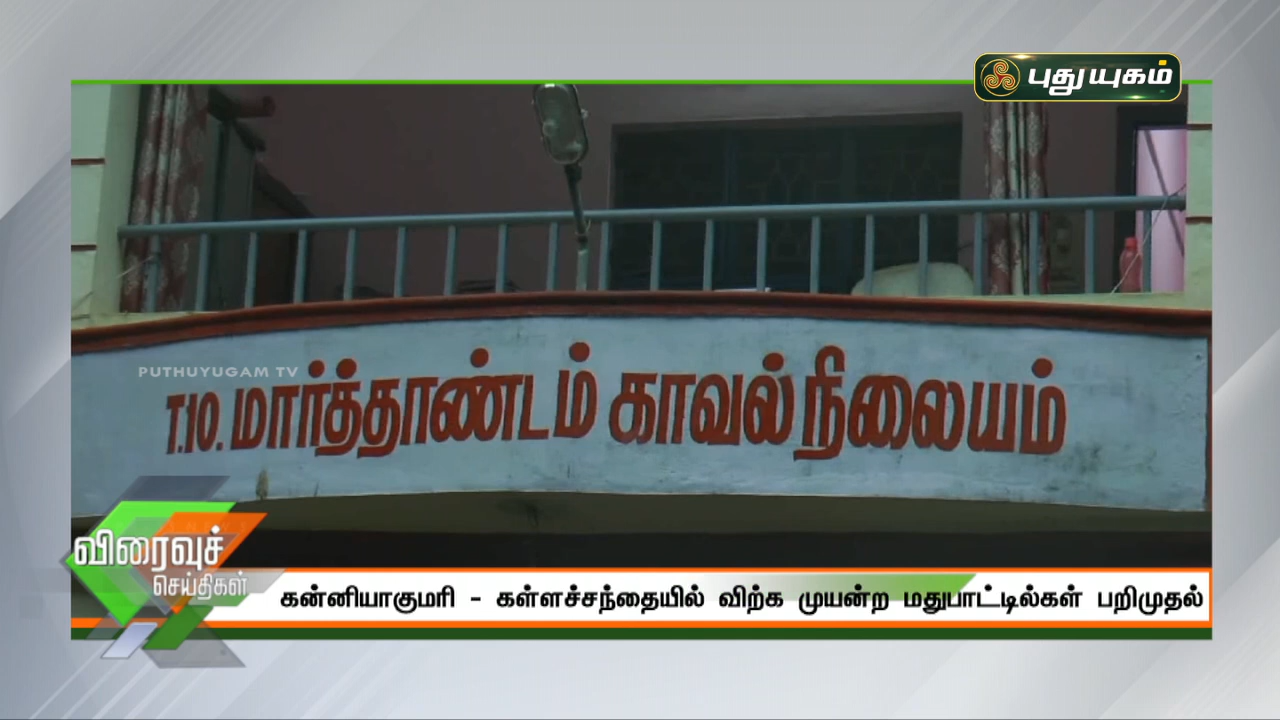 புதுயுகம்
PUTHUYUGAM TV
T.10. மார்த்தாண்டம் காவல் நிலையம்
விரைவுச்
செய்திகள்
கன்னியாகுமரி - கள்ளச்சந்தையில் விற்க முயன்ற மதுபாட்டில்கள் பறிமுதல்